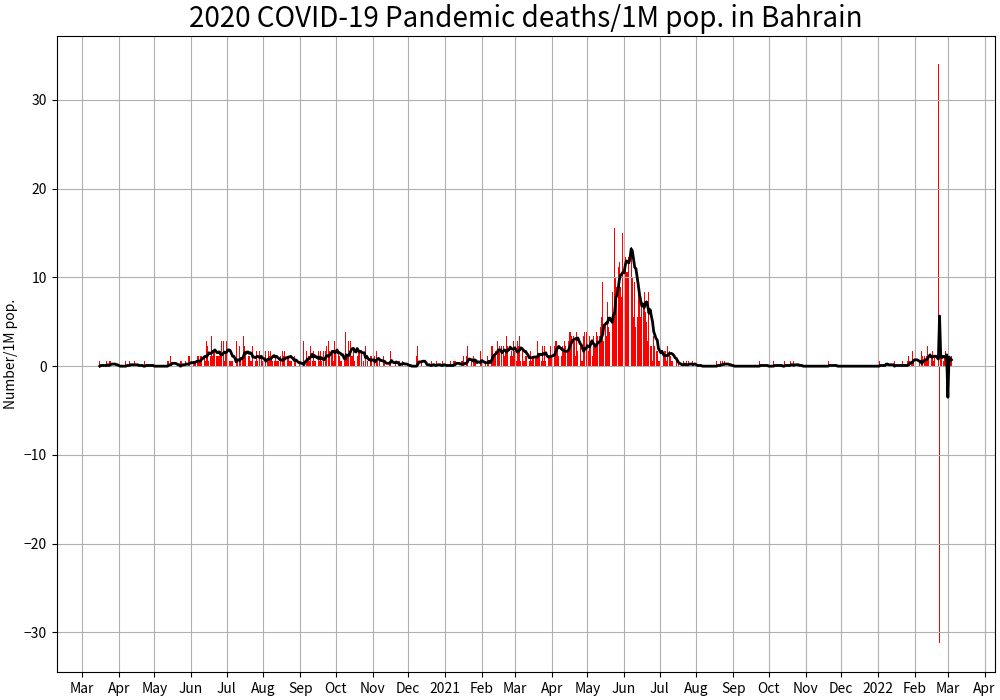 2020 COVID-19 Pandemic deaths/1M pop. in Bahrain
Number/1M pop.
30
20
10
0
−10
−20
−30
Mar Apr May Jun Jul Aug Sep Oct Nov Dec 2021 Feb Mar Apr May Jun Jul Aug Sep Oct Nov Dec 2022 Feb Mar Apr